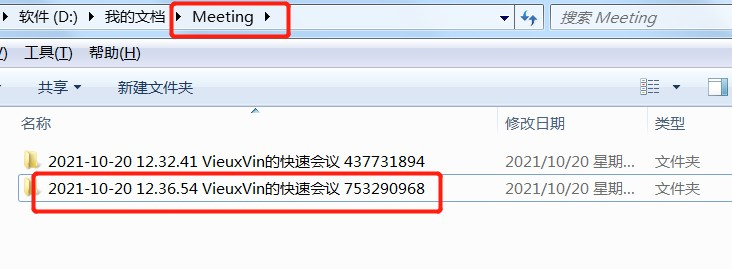 软件 (D:) 我的文档 Meeting 搜索 Meeting
工具(T) 帮助(H)
共享 新建文件夹
名称 修改日期 类型
2021-10-20 12.32.41 VieuxVin的快速会议 437731894 2021/10/20 星期... 文件夹
2021-10-20 12.36.54 VieuxVin的快速会议 753290968 2021/10/20 星期... 文件夹